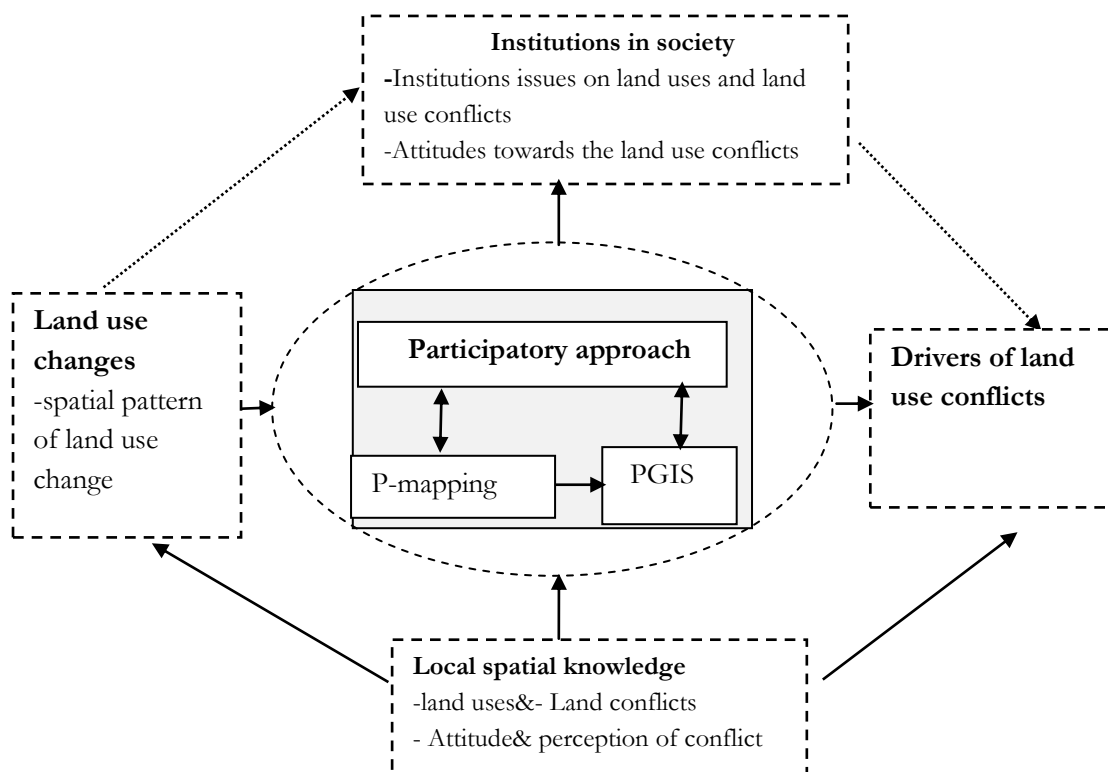 Institutions in society
-Institutions issues on land uses and land
use conflicts
-Attitudes towards the land use conflicts
Land use
changes
-spatial pattern
of land use
change
Participatory approach
P-mapping
PGIS
Drivers of land
use conflicts
Local spatial knowledge
-land uses&- Land conflicts
- Attitude& perception of conflict